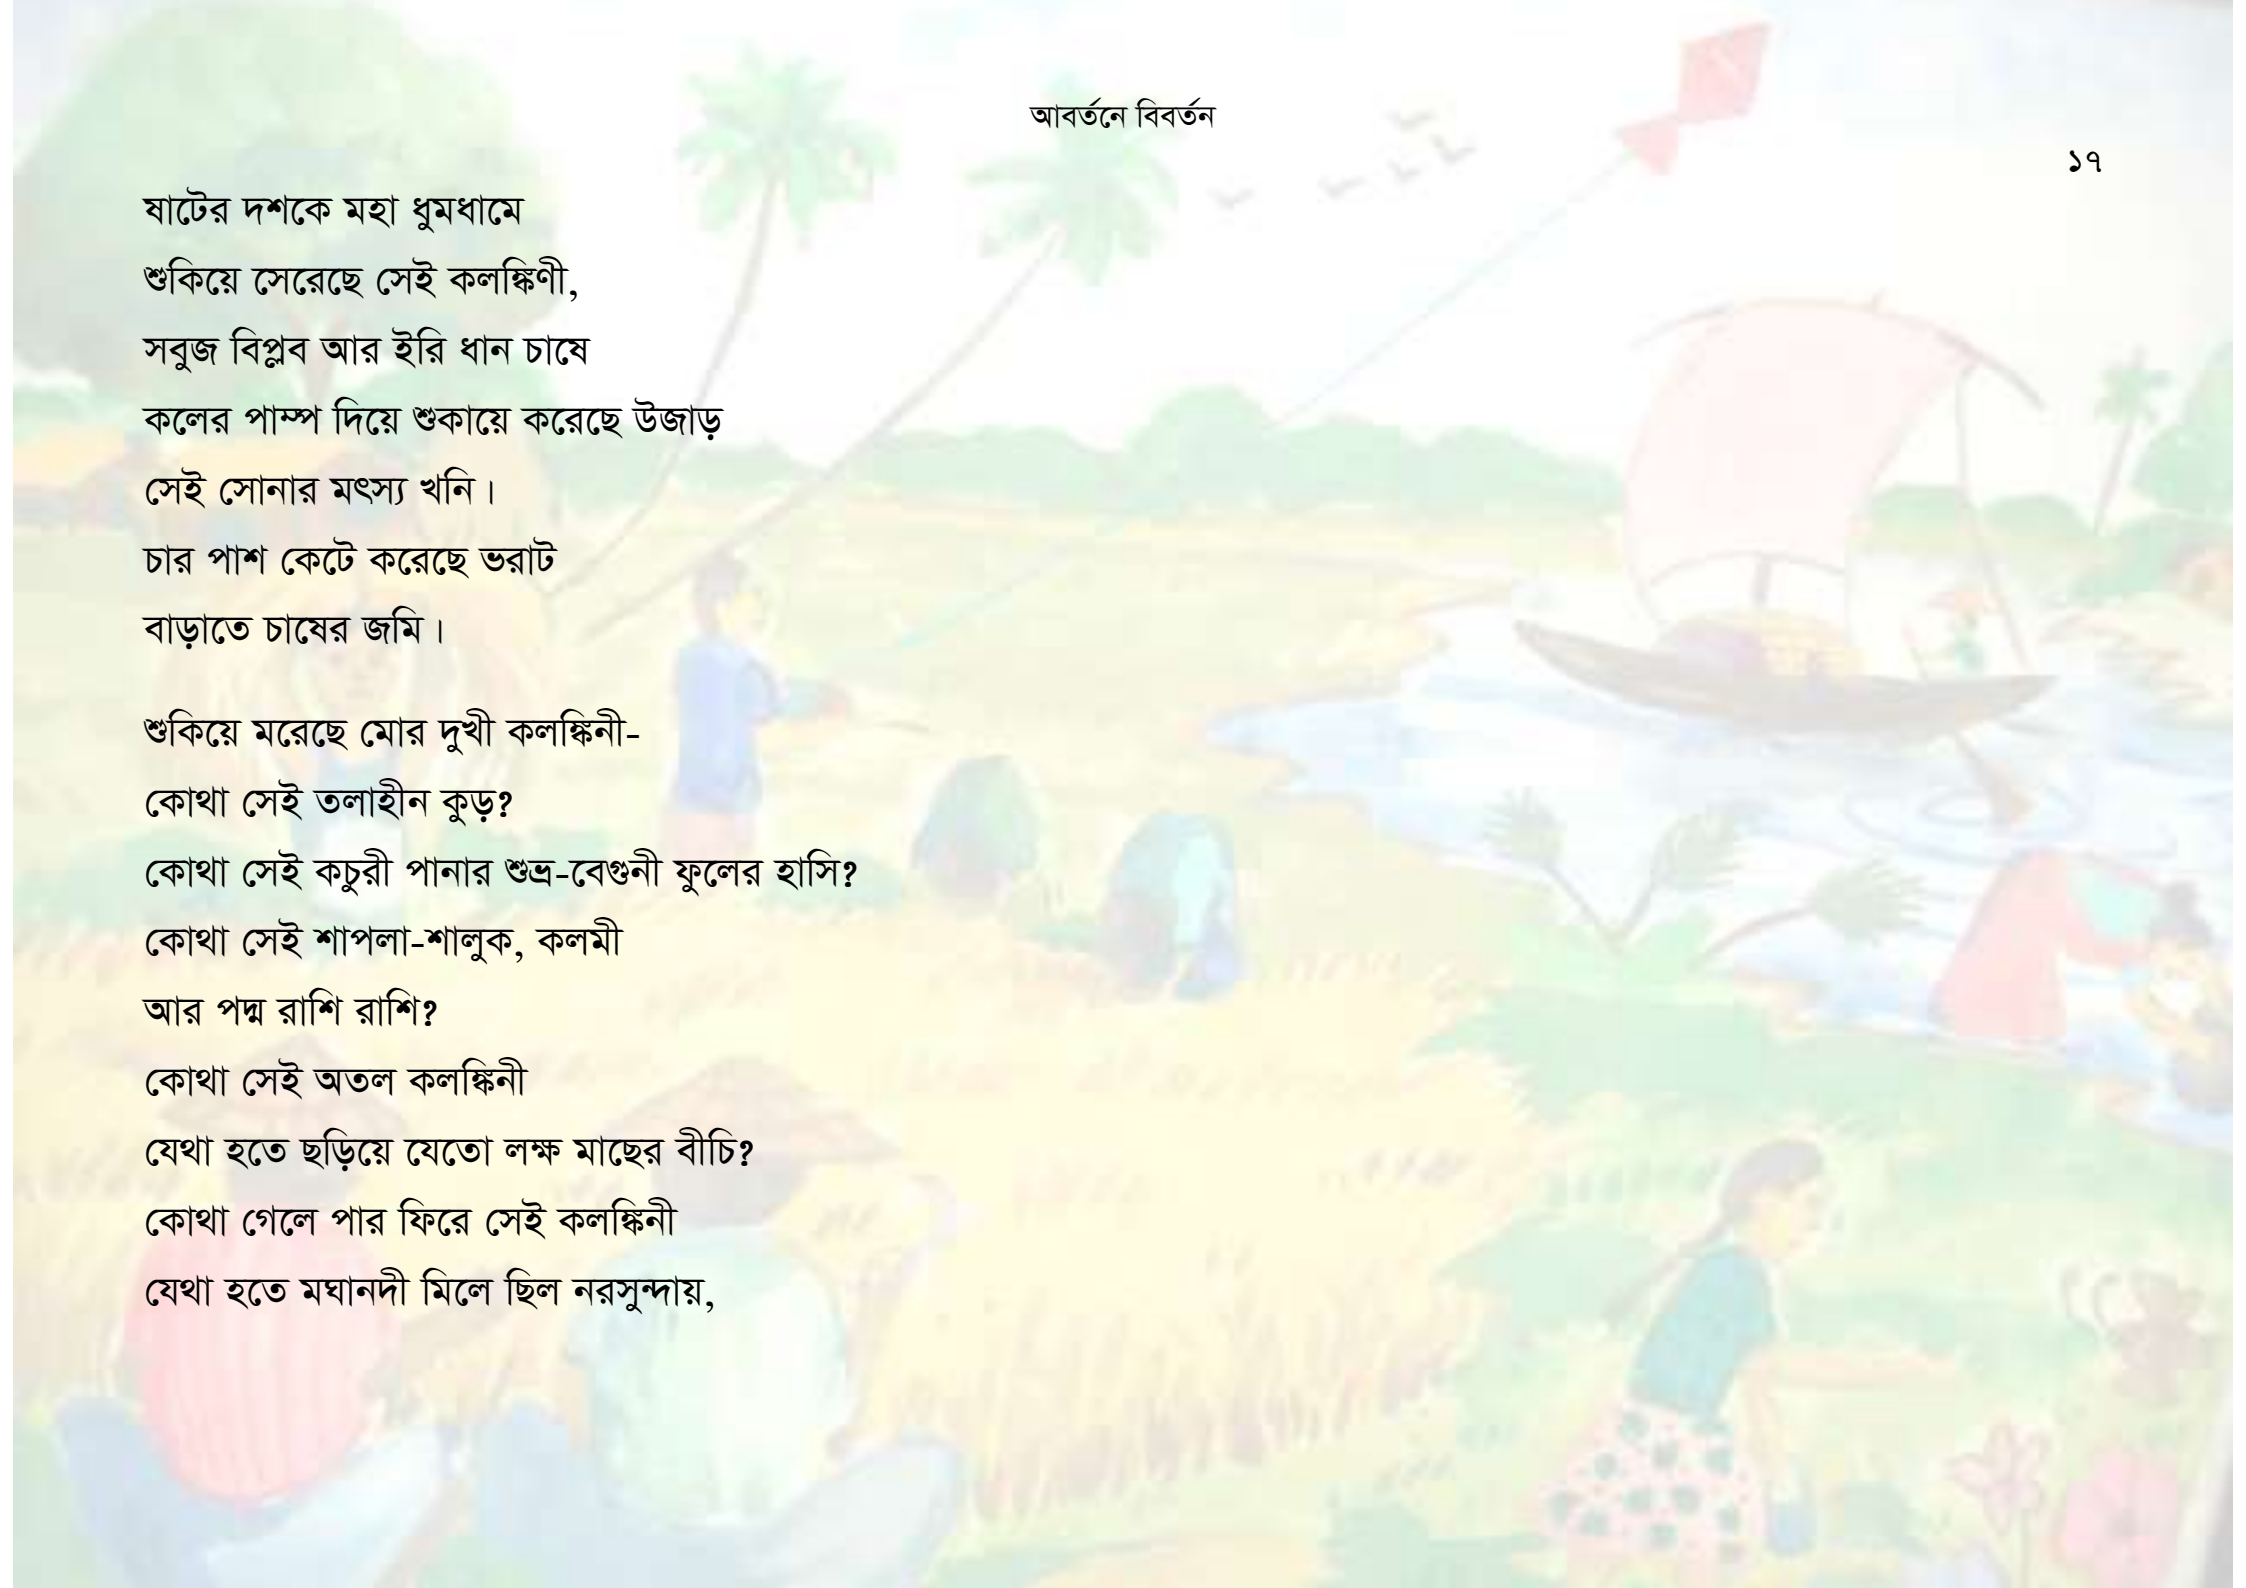 আবর্তনে বিবর্তন
১৭
ষাটের দশকে মহা ধুমধামে
শুকিয়ে সেরেছে সেই কলঙ্কিণী,
সবুজ বিপ্লব আর ইরি ধান চাষে
কলের পাম্প দিয়ে শুকায়ে করেছে উজাড়
সেই সোনার মৎস্য খনি।
চার পাশ কেটে করেছে ভরাট
বাড়াতে চাষের জমি।
শুকিয়ে মরেছে মোর দুখী কলঙ্কিনী-
কোথা সেই তলাহীন কুড়?
কোথা সেই কচুরী পানার শুভ্র-বেগুনী ফুলের হাসি?
কোথা সেই শাপলা-শালুক, কলমী
আর পদ্ম রাশি রাশি?
কোথা সেই অতল কলঙ্কিনী
যেথা হতে ছড়িয়ে যেতো লক্ষ মাছের বীচি?
কোথা গেলে পার ফিরে সেই কলঙ্কিনী
যেথা হতে মঘানদী মিলে ছিল নরসুন্দায়,